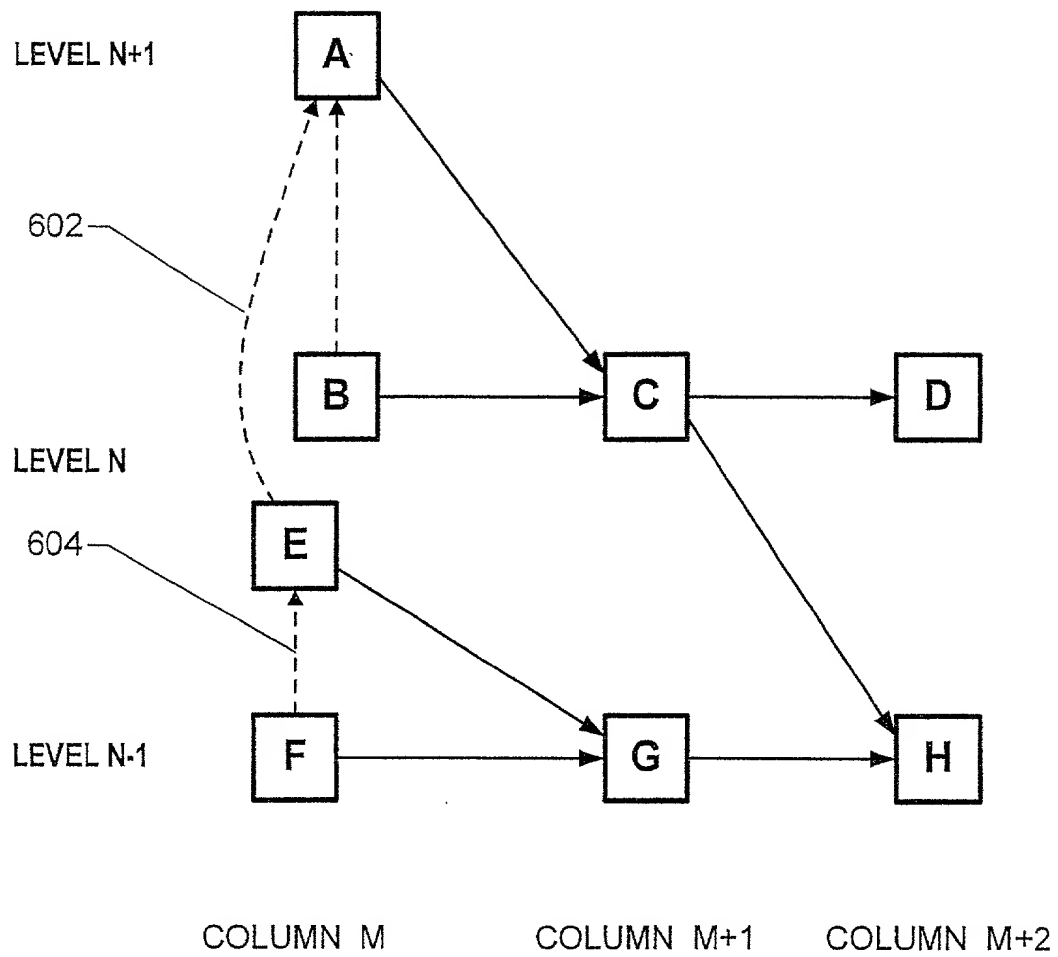 LEVEL N+1
A
602
B
C
D
LEVEL N
E
604
LEVEL N-1
F
G
H
COLUMN M
COLUMN M+1
COLUMN M+2